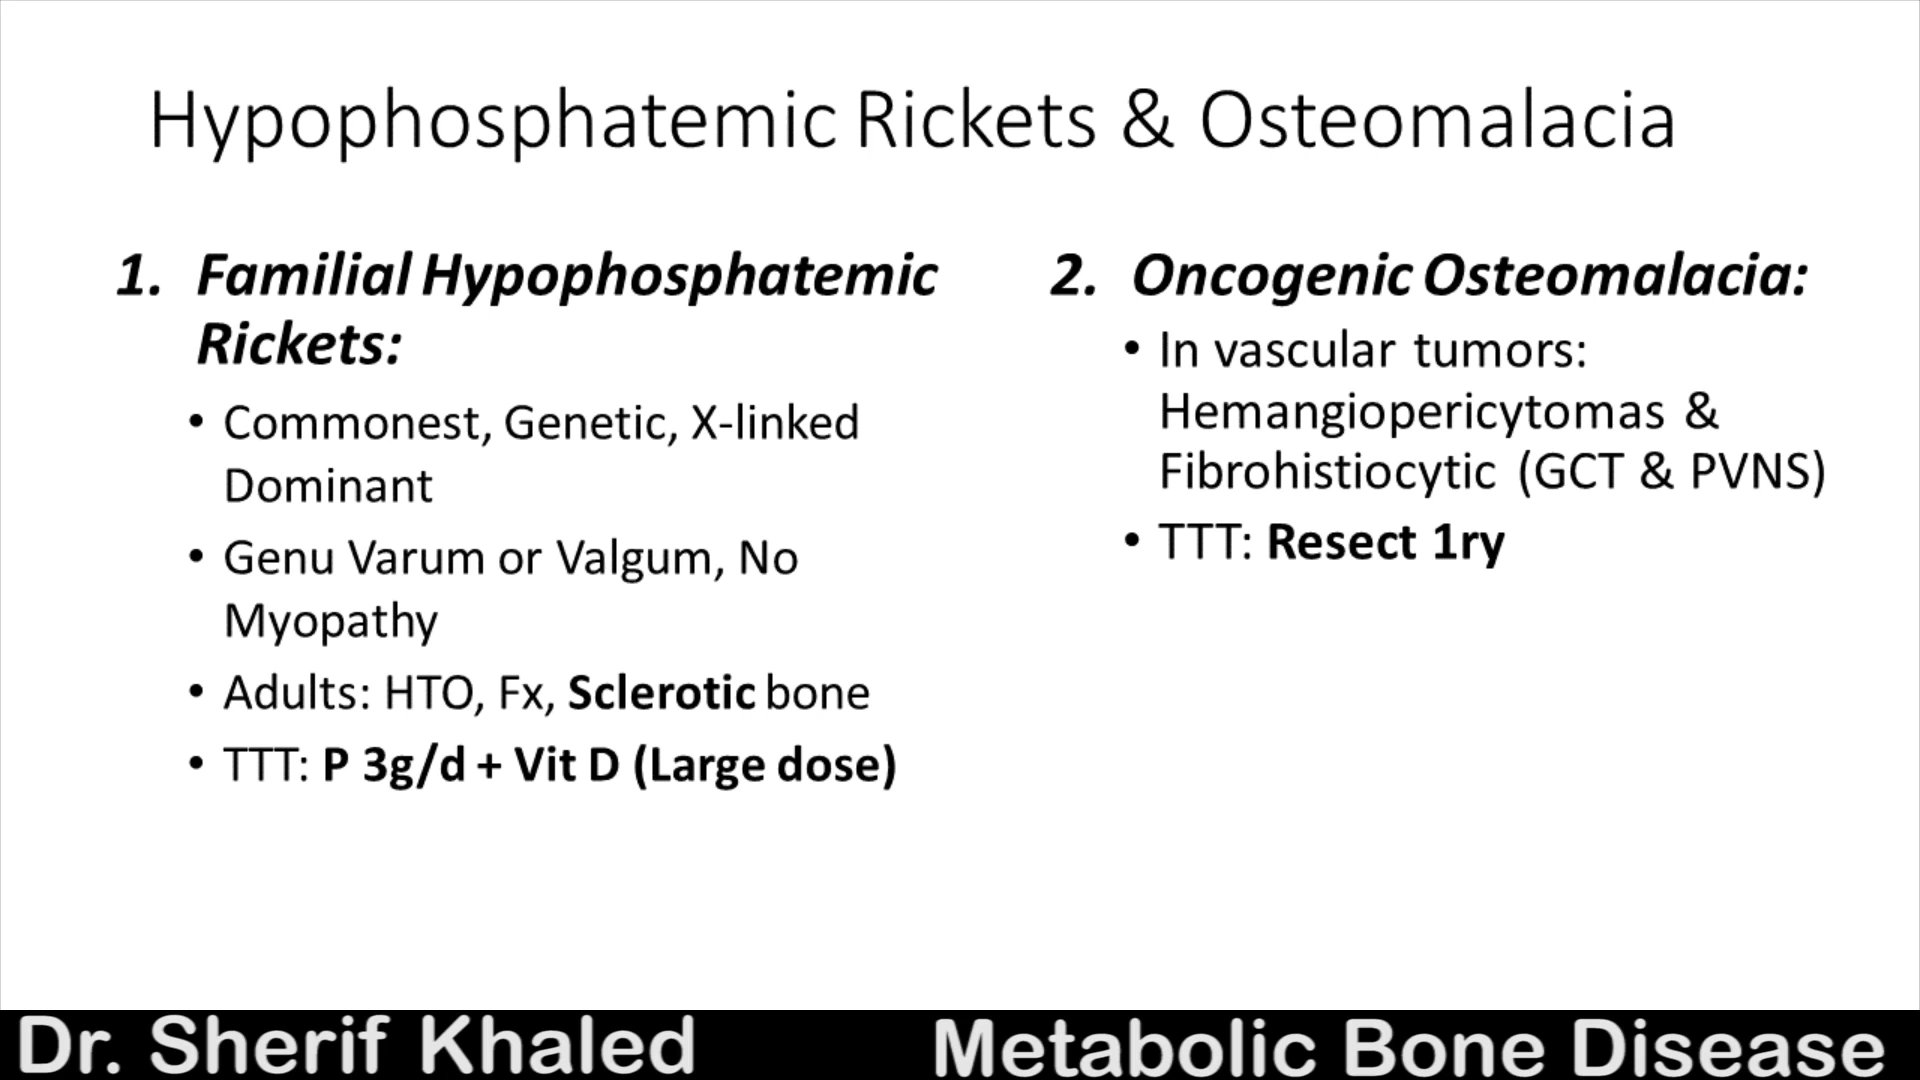 Hypophosphatemic Rickets & Osteomalacia
1. Familial Hypophosphatemic
Rickets:
• Commonest, Genetic, X-linked
Dominant
• Genu Varum or Valgum, No
Myopathy
• Adults: HTO, Fx, Sclerotic bone
• TTT: P 3g/d + Vit D (Large dose)
2. Oncogenic Osteomalacia:
• In vascular tumors:
Hemangiopericytomas &
Fibrohistiocytic (GCT & PVNS)
• TTT: Resect 1ry
Dr. Sherif Khaled
Metabolic Bone Disease